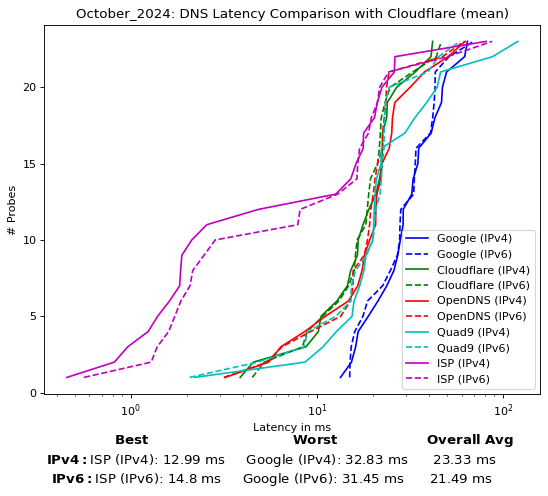 October_2024: DNS Latency Comparison with Cloudflare (mean)
# Probes
20
15
10
5
0
Google (IPv4)
Google (IPv6)
Cloudflare (IPv4)
Cloudflare (IPv6)
OpenDNS (IPv4)
OpenDNS (IPv6)
Quad9 (IPv4)
Quad9 (IPv6)
ISP (IPv4)
ISP (IPv6)
10⁰ 10¹ 10²
Latency in ms
Best Worst Overall Avg
IPv4: ISP (IPv4): 12.99 ms Google (IPv4): 32.83 ms 23.33 ms
IPv6: ISP (IPv6): 14.8 ms Google (IPv6): 31.45 ms 21.49 ms